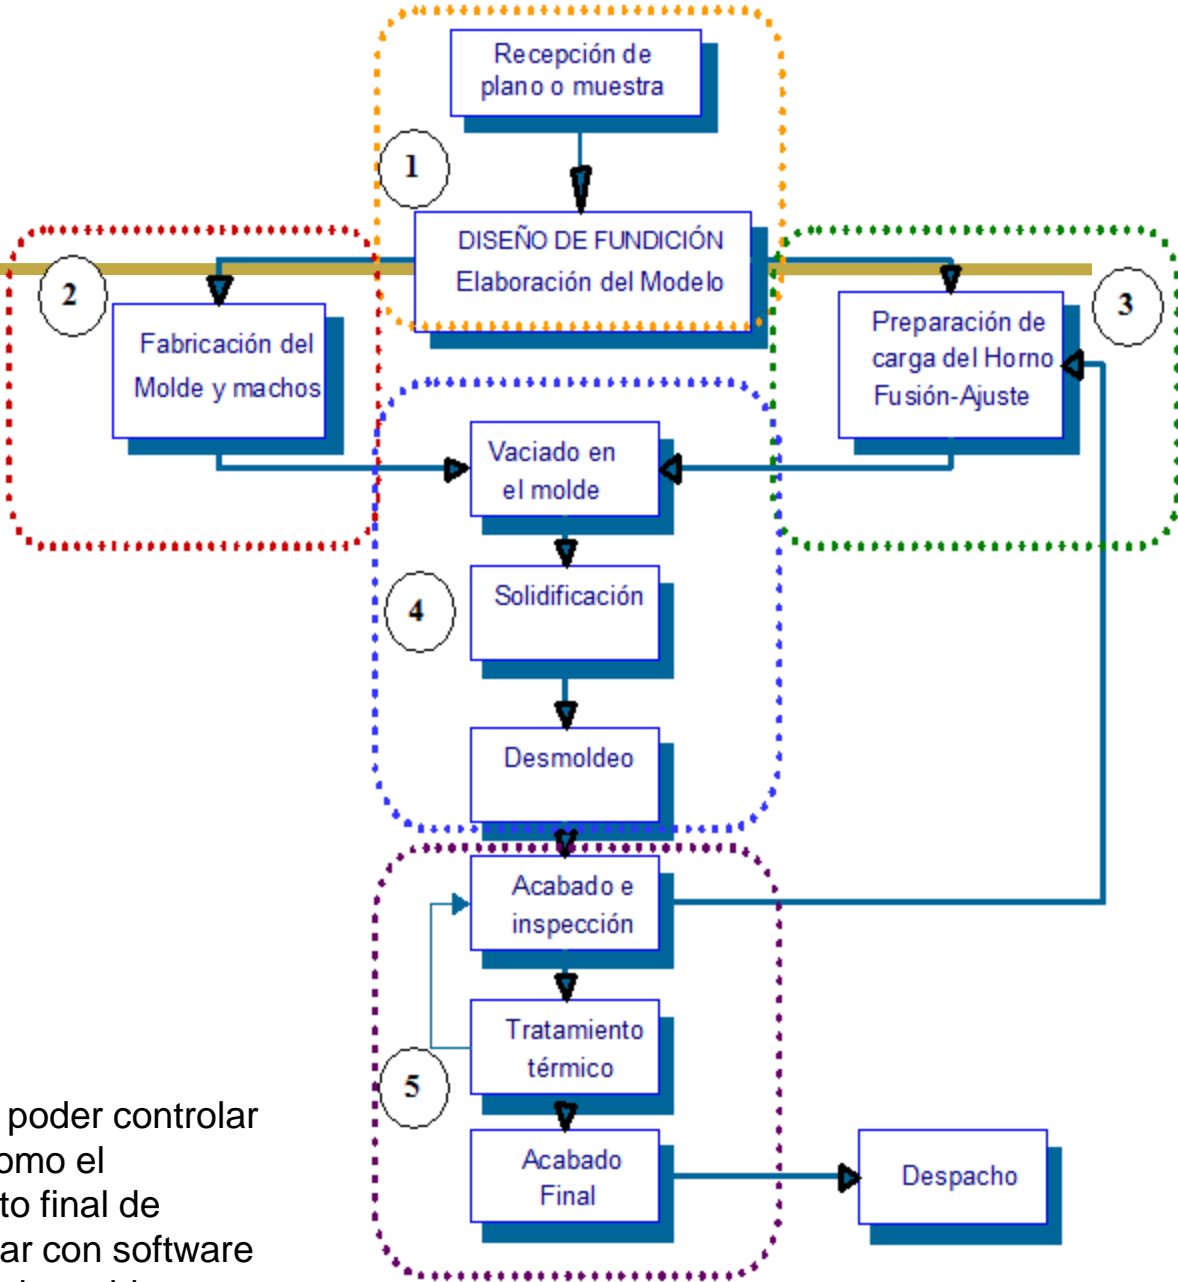 Recepción de
plano o muestra
1
DISEÑO DE FUNDICIÓN
Elaboración del Modelo
2
Fabricación del
Molde y machos
3
Preparación de
carga del Horno
Fusión-Ajuste
Vaciado en
el molde
4
Solidificación
Desmoldeo
Acabado e
inspección
Tratamiento
térmico
5
Acabado
Final
Despacho
poder controlar
omo el
to final de
ar con software